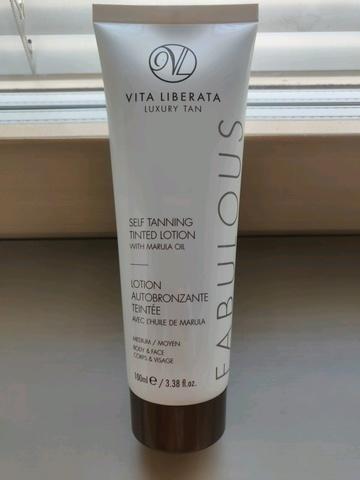 VL
VITA LIBERATA
LUXURY TAN
FABULOUS
SELF TANNING
TINTED LOTION
WITH MARULA OIL
LOTION
AUTOBRONZANTE
TEINTÉE
AVEC L'HUILE DE MARULA
MEDIUM / MOYEN
BODY & FACE
CORPS & VISAGE
100ml e / 3.38 fl.oz.